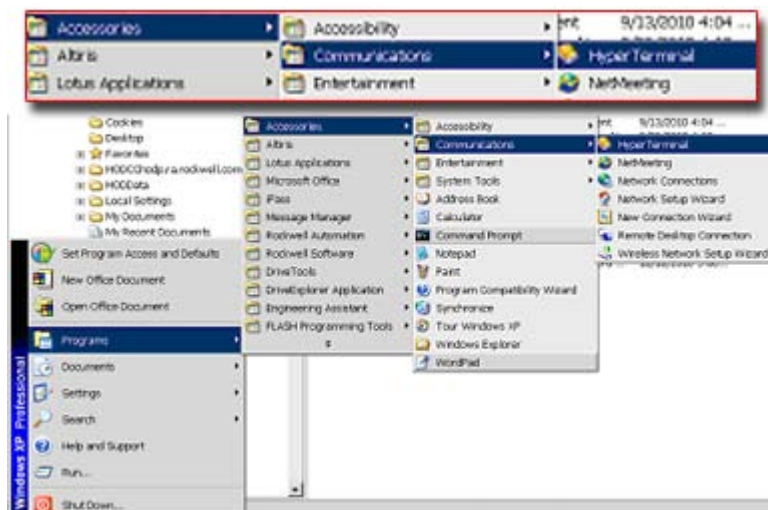 Accessories
Accessibility
ent 9/13/2010 4:04 ...
Altiris
Communications
HyperTerminal
Lotus Applications
Entertainment
NetMeeting
Cookies
Desktop
Favorites
HODData
Local Settings
My Documents
My Recent Documents
Set Program Access and Defaults
New Office Document
Open Office Document
Programs
Documents
Settings
Search
Help and Support
Run...
Shut Down...
Windows XP Professional
Accessories
Altiris
Lotus Applications
Microsoft Office
iPass
Message Manager
Rockwell Automation
Rockwell Software
DriveTools
DriveExplorer Application
Engineering Assistant
FLASH Programming Tools
Accessibility
Communications
Entertainment
System Tools
Address Book
Calculator
Command Prompt
Notepad
Paint
Program Compatibility Wizard
Synchronize
Tour Windows XP
Windows Explorer
WordPad
ent 9/13/2010 4:04 ...
HyperTerminal
NetMeeting
Network Connections
Network Setup Wizard
New Connection Wizard
Remote Desktop Connection
Wireless Network Setup Wizard